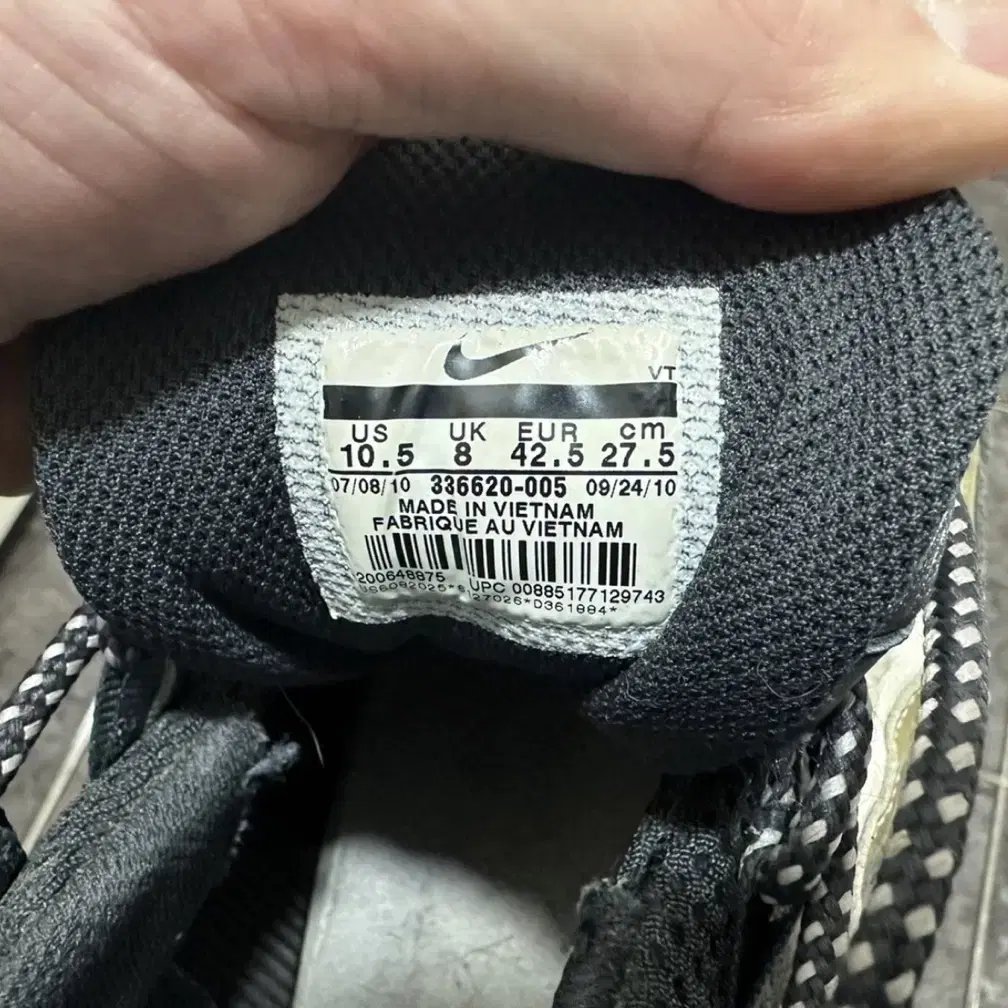 VT
US UK EUR cm
10.5 8 42.5 27.5
07/08/10 336620-005 09/24/10
MADE IN VIETNAM
FABRIQUE AU VIETNAM
200648875 UPC 00885177129743